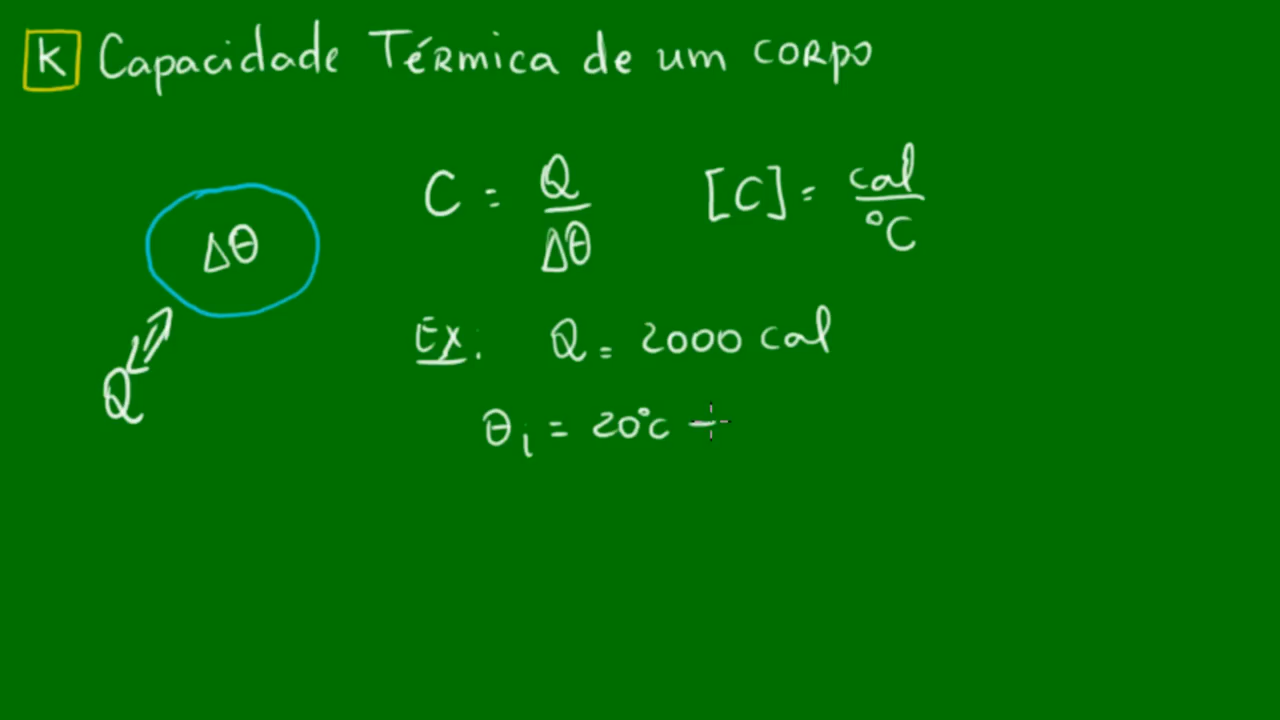 K Capacidade Térmica de um corpo
Δθ
Q
C = Q/Δθ [C] = cal/°C
Ex: Q = 2000 cal
θi = 20°C –